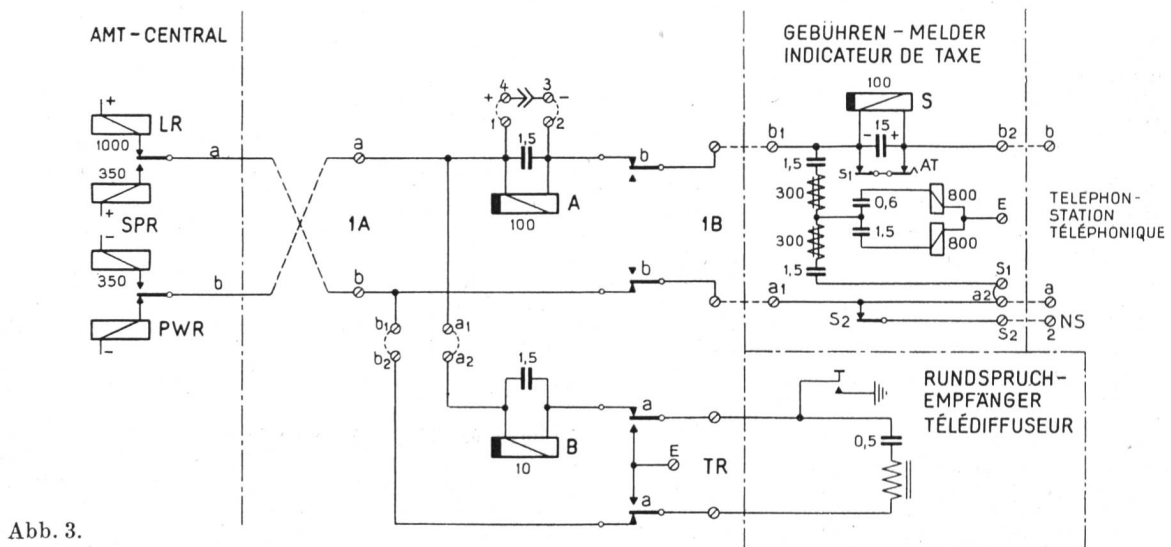 AMT-CENTRAL
GEBÜHREN-MELDER
INDICATEUR DE TAXE
+
LR
1000
a
350
+
SPR
-
350
b
PWR
-
a
1A
b
4
3
+
-
1
2
1,5
A
100
b
1B
b
b1
a1
b2
a2
1,5
B
10
a
E
TR
a
100
S
b1
- 15 +
b2
b
1,5
s1
AT
300
0,6
800
E
300
1,5
800
1,5
S1
a1
a2
a
S2
S2
2
NS
TELEPHON-
STATION
TÉLÉPHONIQUE
RUNDSPRUCH-
EMPFÄNGER
TÉLÉDIFFUSEUR
0,5
Abb. 3.